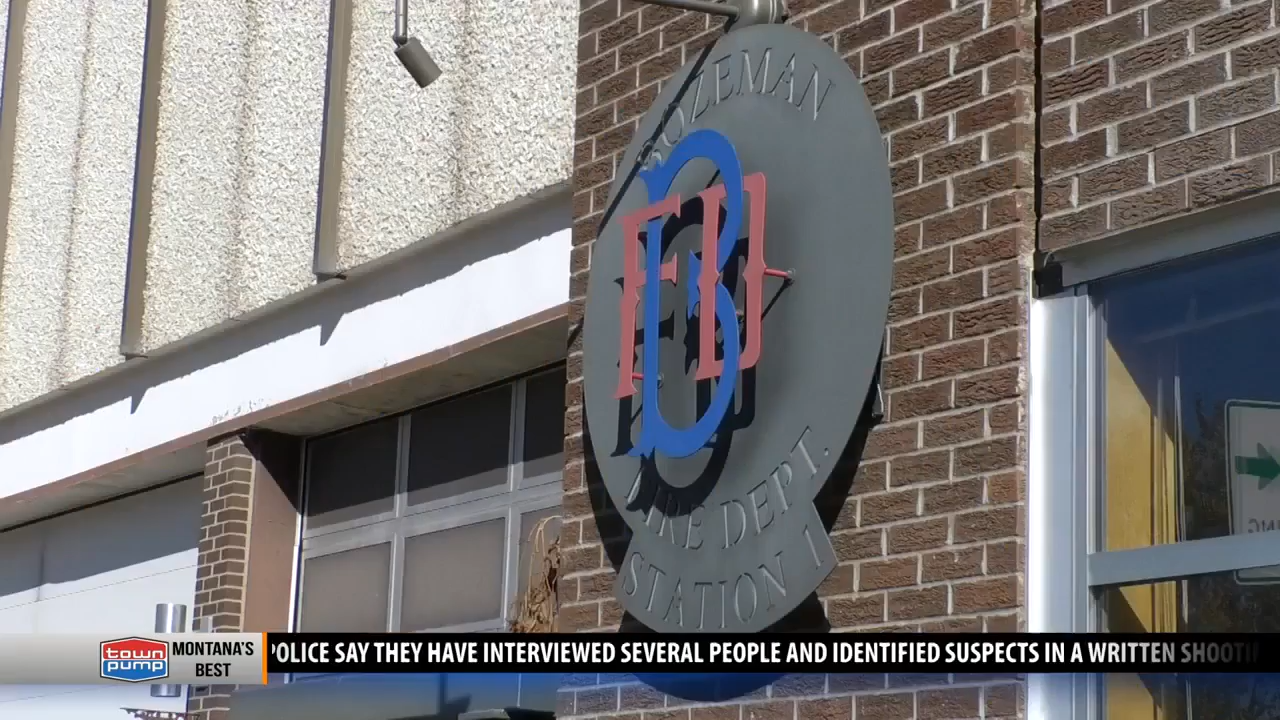 BOZEMAN
B
FD
FIRE DEPT.
STATION 1
town
pump
MONTANA'S
BEST
POLICE SAY THEY HAVE INTERVIEWED SEVERAL PEOPLE AND IDENTIFIED SUSPECTS IN A WRITTEN